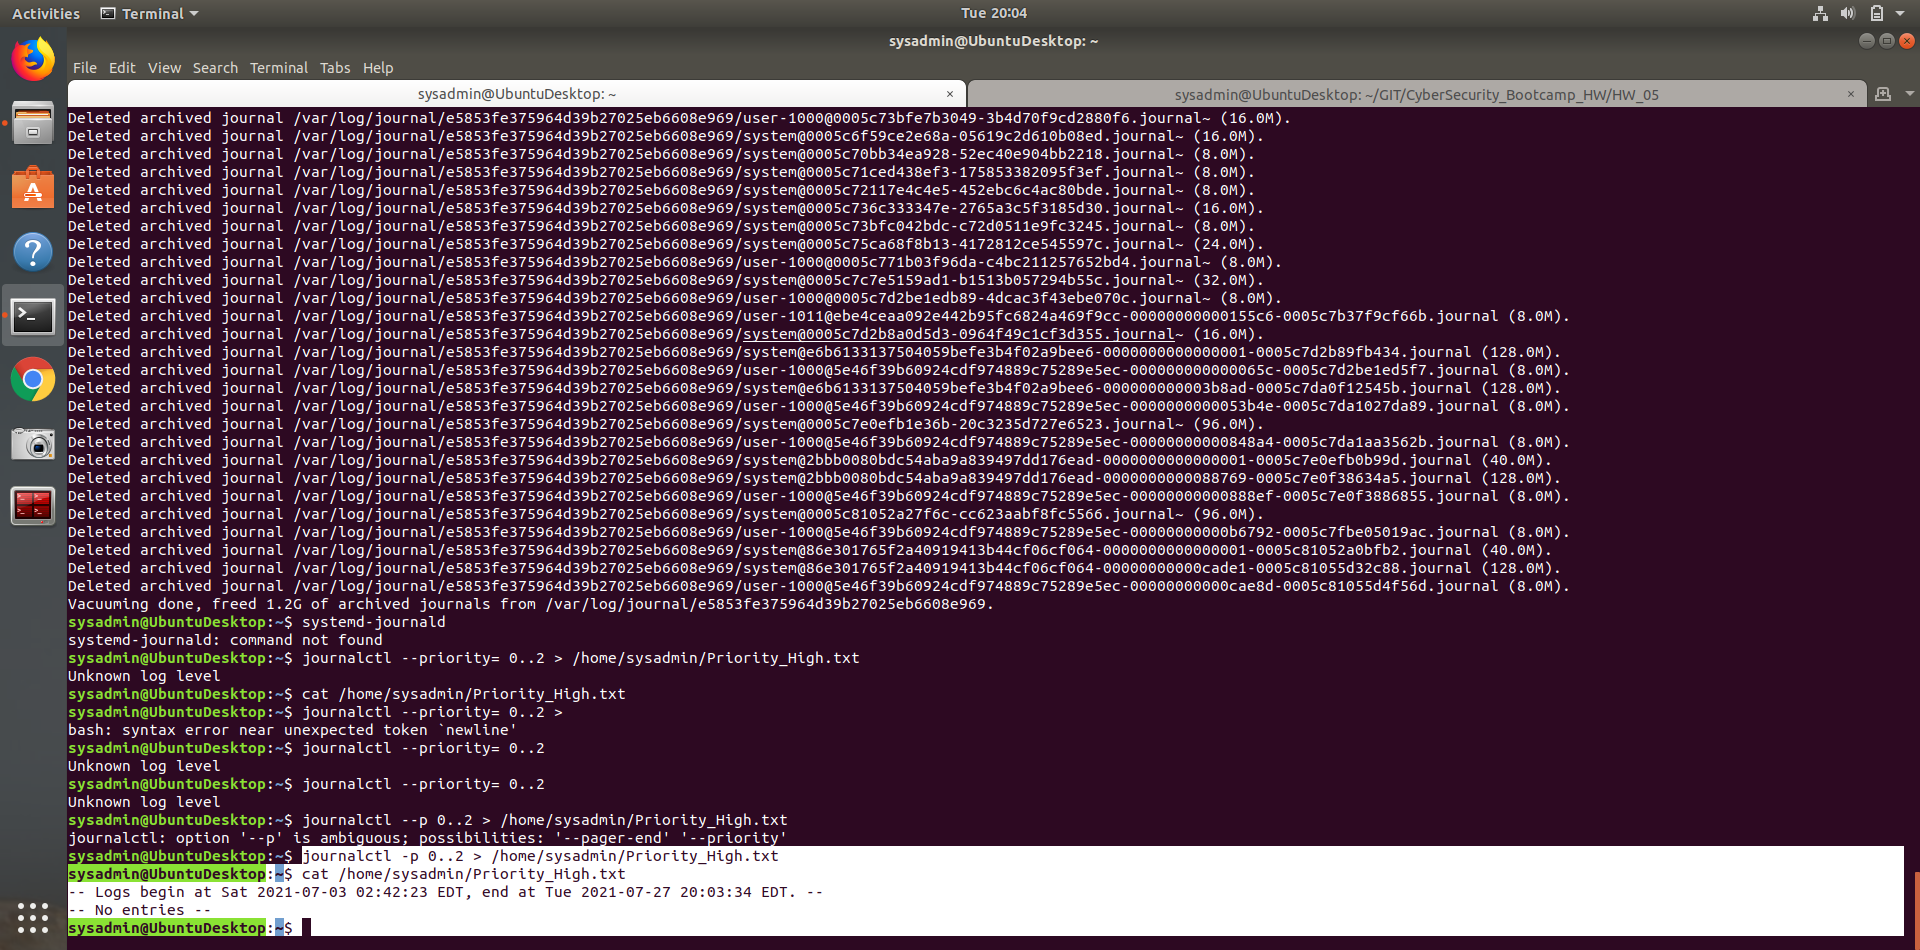 Activities Terminal Tue 20:04
sysadmin@UbuntuDesktop: ~
File Edit View Search Terminal Tabs Help
sysadmin@UbuntuDesktop: ~ × sysadmin@UbuntuDesktop: ~/GIT/CyberSecurity_Bootcamp_HW/HW_05 ×
Deleted archived journal /var/log/journal/e5853fe375964d39b27025eb6608e969/user-1000@0005c73bfe7b3049-3b4d70f9cd2880f6.journal~ (16.0M).
Deleted archived journal /var/log/journal/e5853fe375964d39b27025eb6608e969/system@0005c6f59ce2e68a-05619c2d610b08ed.journal~ (16.0M).
Deleted archived journal /var/log/journal/e5853fe375964d39b27025eb6608e969/system@0005c70bb34ea928-52ec40e904bb2218.journal~ (8.0M).
Deleted archived journal /var/log/journal/e5853fe375964d39b27025eb6608e969/system@0005c71ced438ef3-175853382095f3ef.journal~ (8.0M).
Deleted archived journal /var/log/journal/e5853fe375964d39b27025eb6608e969/system@0005c72117e4c4e5-452ebc6c4ac80bde.journal~ (8.0M).
Deleted archived journal /var/log/journal/e5853fe375964d39b27025eb6608e969/system@0005c736c333347e-2765a3c5f3185d30.journal~ (16.0M).
Deleted archived journal /var/log/journal/e5853fe375964d39b27025eb6608e969/system@0005c73bfc042bdc-c72d0511e9fc3245.journal~ (8.0M).
Deleted archived journal /var/log/journal/e5853fe375964d39b27025eb6608e969/system@0005c75ca68f8b13-4172812ce545597c.journal~ (24.0M).
Deleted archived journal /var/log/journal/e5853fe375964d39b27025eb6608e969/user-1000@0005c771b03f96da-c4bc211257652bd4.journal~ (8.0M).
Deleted archived journal /var/log/journal/e5853fe375964d39b27025eb6608e969/system@0005c7c7e5159ad1-b1513b057294b55c.journal~ (32.0M).
Deleted archived journal /var/log/journal/e5853fe375964d39b27025eb6608e969/user-1000@0005c7d2be1edb89-4dcac3f43ebe070c.journal~ (8.0M).
Deleted archived journal /var/log/journal/e5853fe375964d39b27025eb6608e969/user-1011@ebe4ceaa092e442b95fc6824a469f9cc-00000000000155c6-0005c7b37f9cf66b.journal (8.0M).
Deleted archived journal /var/log/journal/e5853fe375964d39b27025eb6608e969/system@0005c7d2b8a0d5d3-0964f49c1cf3d355.journal~ (16.0M).
Deleted archived journal /var/log/journal/e5853fe375964d39b27025eb6608e969/system@e6b6133137504059befe3b4f02a9bee6-0000000000000001-0005c7d2b89fb434.journal (128.0M).
Deleted archived journal /var/log/journal/e5853fe375964d39b27025eb6608e969/user-1000@5e46f39b60924cdf974889c75289e5ec-000000000000065c-0005c7d2be1ed5f7.journal (8.0M).
Deleted archived journal /var/log/journal/e5853fe375964d39b27025eb6608e969/system@e6b6133137504059befe3b4f02a9bee6-000000000003b8ad-0005c7da0f12545b.journal (128.0M).
Deleted archived journal /var/log/journal/e5853fe375964d39b27025eb6608e969/user-1000@5e46f39b60924cdf974889c75289e5ec-0000000000053b4e-0005c7da1027da89.journal (8.0M).
Deleted archived journal /var/log/journal/e5853fe375964d39b27025eb6608e969/system@0005c7e0efb1e36b-20c3235d727e6523.journal~ (96.0M).
Deleted archived journal /var/log/journal/e5853fe375964d39b27025eb6608e969/user-1000@5e46f39b60924cdf974889c75289e5ec-00000000000848a4-0005c7da1aa3562b.journal (8.0M).
Deleted archived journal /var/log/journal/e5853fe375964d39b27025eb6608e969/system@2bbb0080bdc54aba9a839497dd176ead-0000000000000001-0005c7e0efb0b99d.journal (40.0M).
Deleted archived journal /var/log/journal/e5853fe375964d39b27025eb6608e969/system@2bbb0080bdc54aba9a839497dd176ead-0000000000088769-0005c7e0f38634a5.journal (128.0M).
Deleted archived journal /var/log/journal/e5853fe375964d39b27025eb6608e969/user-1000@5e46f39b60924cdf974889c75289e5ec-00000000000888ef-0005c7e0f3886855.journal (8.0M).
Deleted archived journal /var/log/journal/e5853fe375964d39b27025eb6608e969/system@0005c81052a27f6c-cc623aabf8fc5566.journal~ (96.0M).
Deleted archived journal /var/log/journal/e5853fe375964d39b27025eb6608e969/user-1000@5e46f39b60924cdf974889c75289e5ec-00000000000b6792-0005c7fbe05019ac.journal (8.0M).
Deleted archived journal /var/log/journal/e5853fe375964d39b27025eb6608e969/system@86e301765f2a40919413b44cf06cf064-0000000000000001-0005c81052a0bfb2.journal (40.0M).
Deleted archived journal /var/log/journal/e5853fe375964d39b27025eb6608e969/system@86e301765f2a40919413b44cf06cf064-00000000000cade1-0005c81055d32c88.journal (128.0M).
Deleted archived journal /var/log/journal/e5853fe375964d39b27025eb6608e969/user-1000@5e46f39b60924cdf974889c75289e5ec-00000000000cae8d-0005c81055d4f56d.journal (8.0M).
Vacuuming done, freed 1.2G of archived journals from /var/log/journal/e5853fe375964d39b27025eb6608e969.
sysadmin@UbuntuDesktop:~$ systemd-journald
systemd-journald: command not found
sysadmin@UbuntuDesktop:~$ journalctl --priority= 0..2 > /home/sysadmin/Priority_High.txt
Unknown log level
sysadmin@UbuntuDesktop:~$ cat /home/sysadmin/Priority_High.txt
sysadmin@UbuntuDesktop:~$ journalctl --priority= 0..2 >
bash: syntax error near unexpected token `newline'
sysadmin@UbuntuDesktop:~$ journalctl --priority= 0..2
Unknown log level
sysadmin@UbuntuDesktop:~$ journalctl --priority= 0..2
Unknown log level
sysadmin@UbuntuDesktop:~$ journalctl --p 0..2 > /home/sysadmin/Priority_High.txt
journalctl: option '--p' is ambiguous; possibilities: '--pager-end' '--priority'
sysadmin@UbuntuDesktop:~$ journalctl -p 0..2 > /home/sysadmin/Priority_High.txt
sysadmin@UbuntuDesktop:~$ cat /home/sysadmin/Priority_High.txt
-- Logs begin at Sat 2021-07-03 02:42:23 EDT, end at Tue 2021-07-27 20:03:34 EDT. --
-- No entries --
sysadmin@UbuntuDesktop:~$